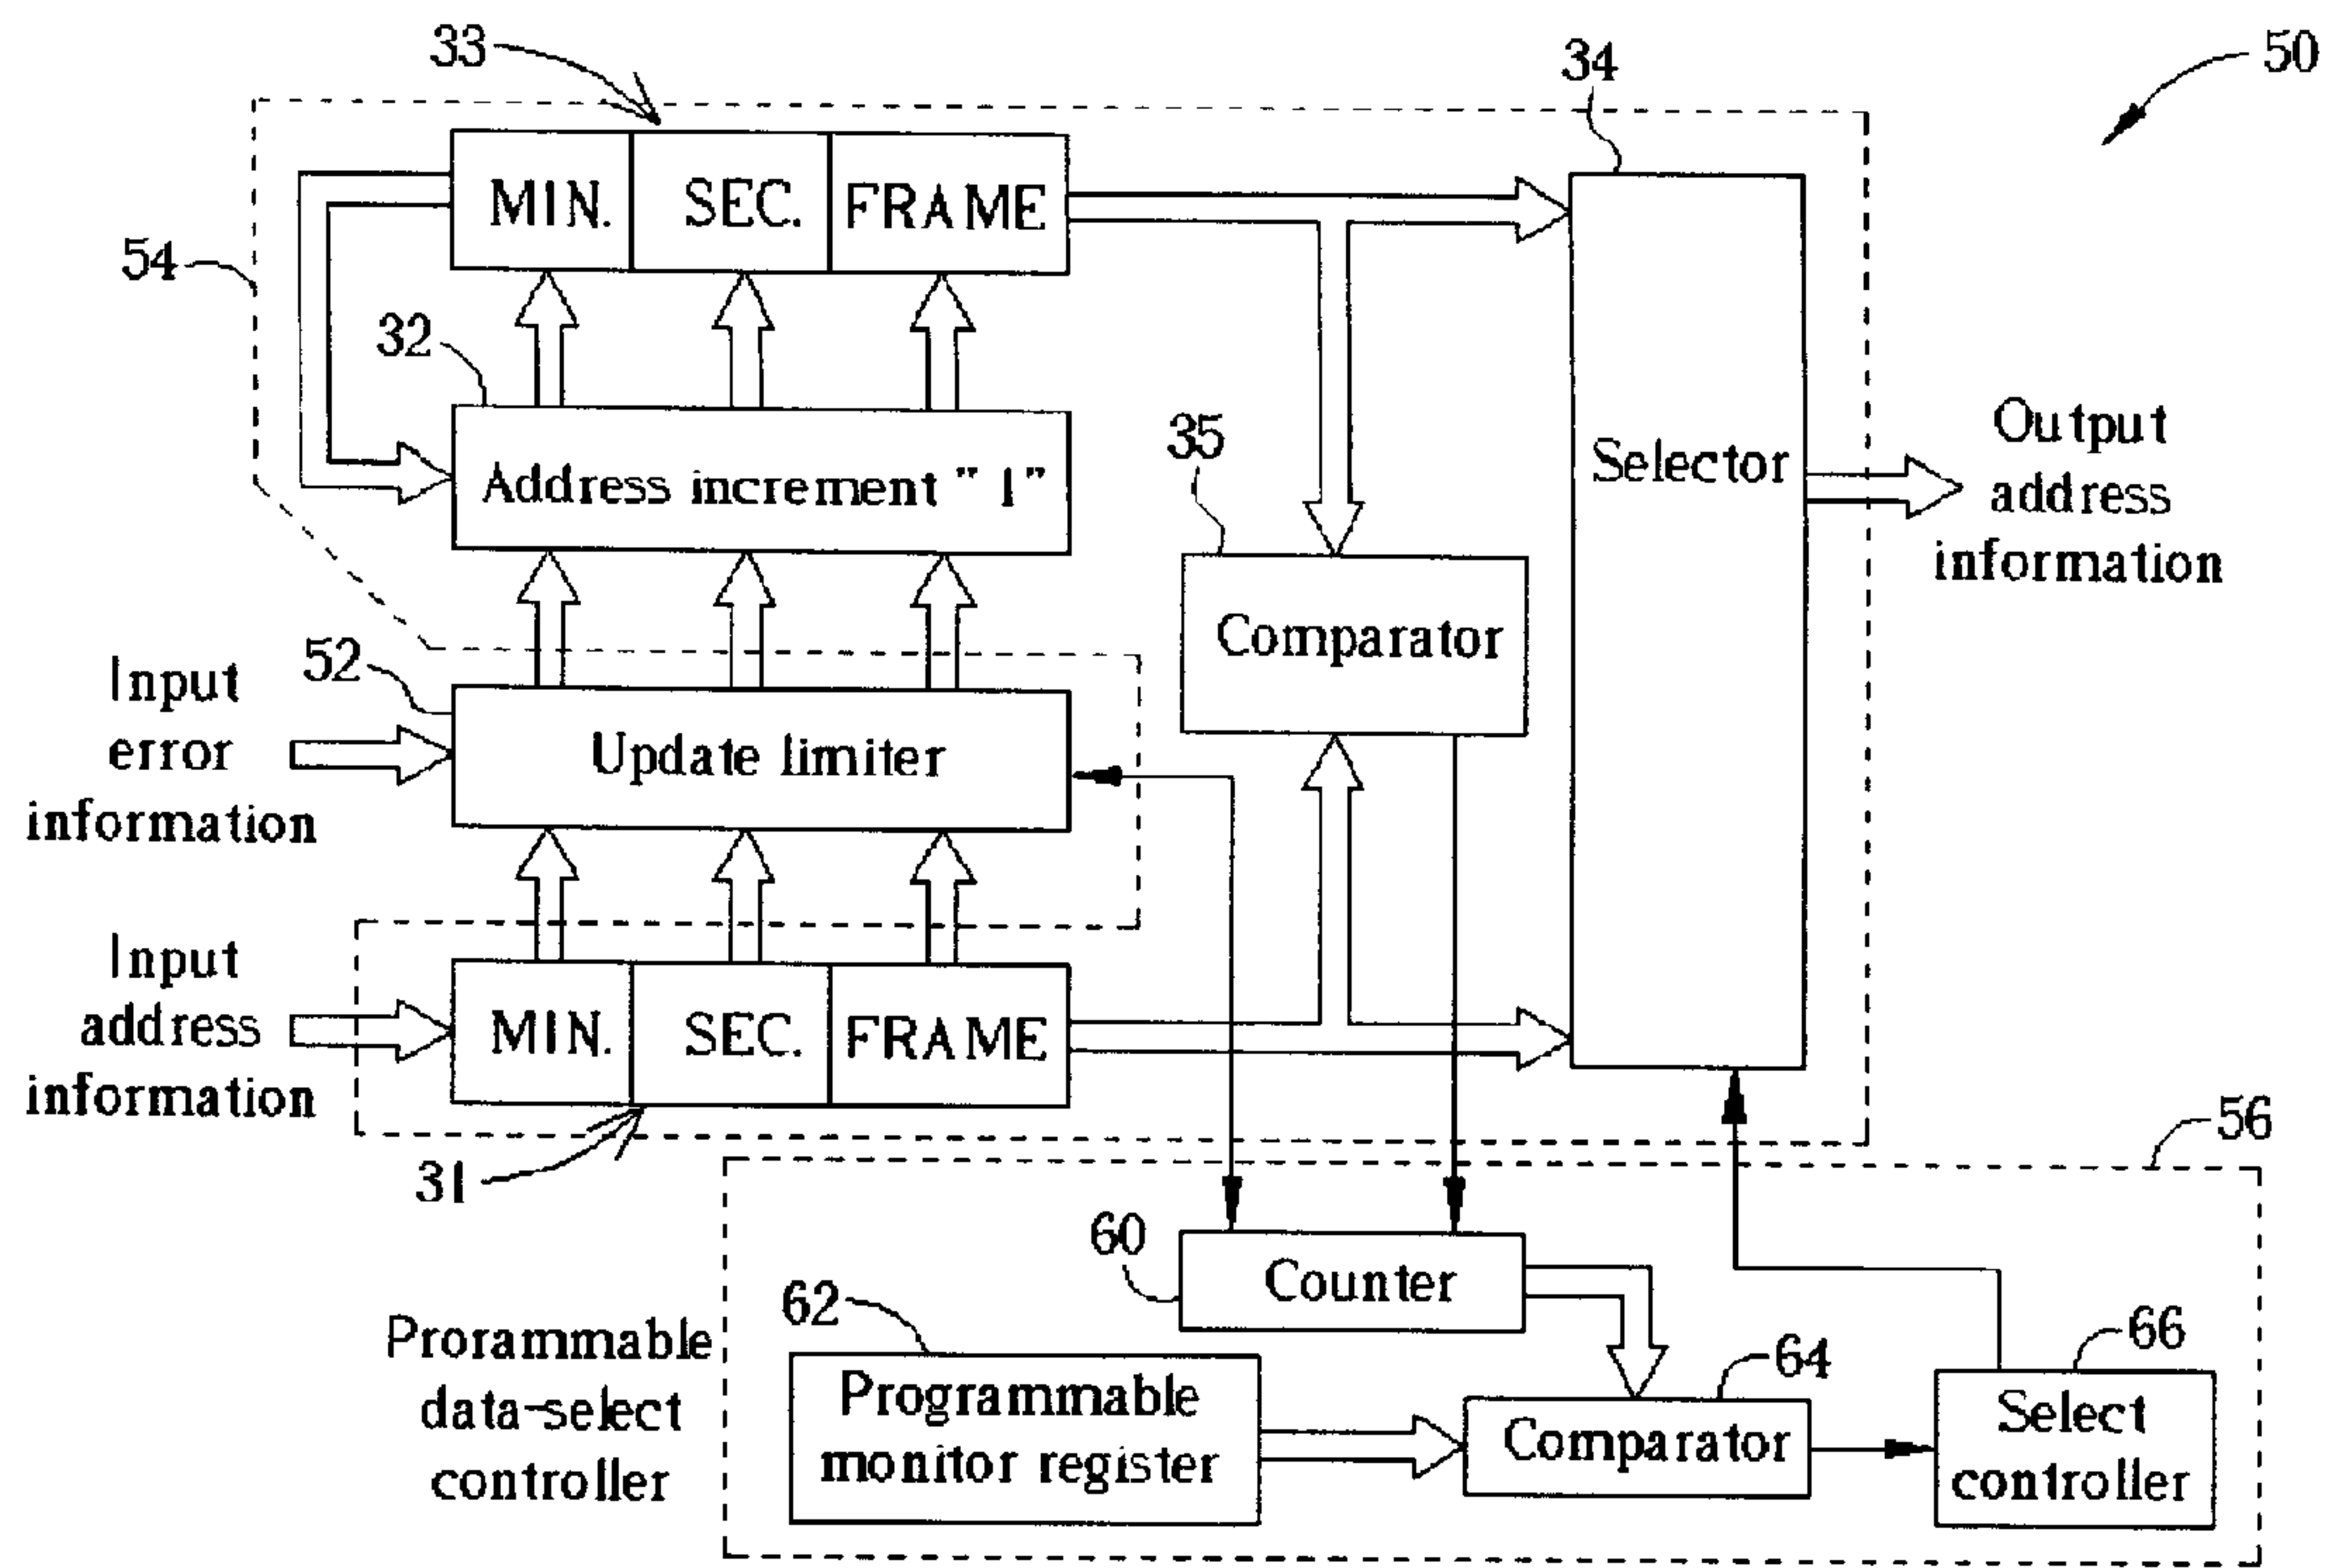 33
34
50
MIN. SEC. FRAME
54
32
Address increment "1"
35
Selector
Output
address
information
Comparator
52
Input
error
information
Update limiter
Input
address
information
MIN. SEC. FRAME
31
56
60
Counter
62
Prorammable
data-select
controller
Programmable
monitor register
64
Comparator
66
Select
controller